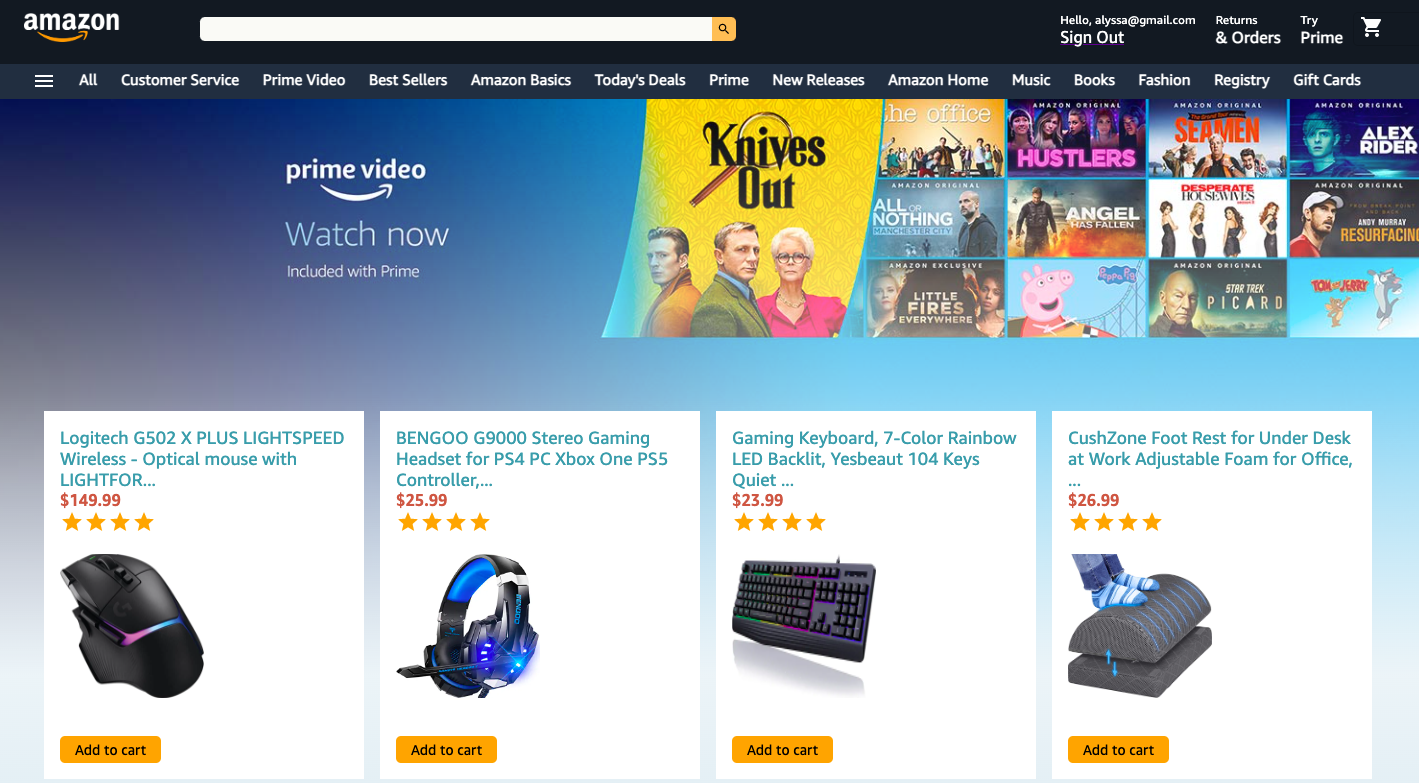 amazon
Hello, alyssa@gmail.com
Sign Out
Returns
& Orders
Try
Prime
All Customer Service Prime Video Best Sellers Amazon Basics Today's Deals Prime New Releases Amazon Home Music Books Fashion Registry Gift Cards
prime video
Watch now
Included with Prime
Knives
Out
the office
AMAZON ORIGINAL
HUSTLERS
AMAZON ORIGINAL
The Grand Tour
SEAMEN
AMAZON ORIGINAL
ALEX
RIDER
AMAZON ORIGINAL
ALL OR
NOTHING
MANCHESTER CITY
ANGEL
HAS FALLEN
DESPERATE
HOUSEWIVES
AMAZON ORIGINAL
ANDY MURRAY
RESURFACING
AMAZON EXCLUSIVE
LITTLE
FIRES
EVERYWHERE
Peppa Pig
AMAZON ORIGINAL
STAR TREK
PICARD
TOM AND JERRY
Logitech G502 X PLUS LIGHTSPEED
Wireless - Optical mouse with
LIGHTFOR...
$149.99
Add to cart
BENGOO G9000 Stereo Gaming
Headset for PS4 PC Xbox One PS5
Controller,...
$25.99
BENGOO
Add to cart
Gaming Keyboard, 7-Color Rainbow
LED Backlit, Yesbeaut 104 Keys
Quiet ...
$23.99
Add to cart
CushZone Foot Rest for Under Desk
at Work Adjustable Foam for Office,
...
$26.99
Add to cart